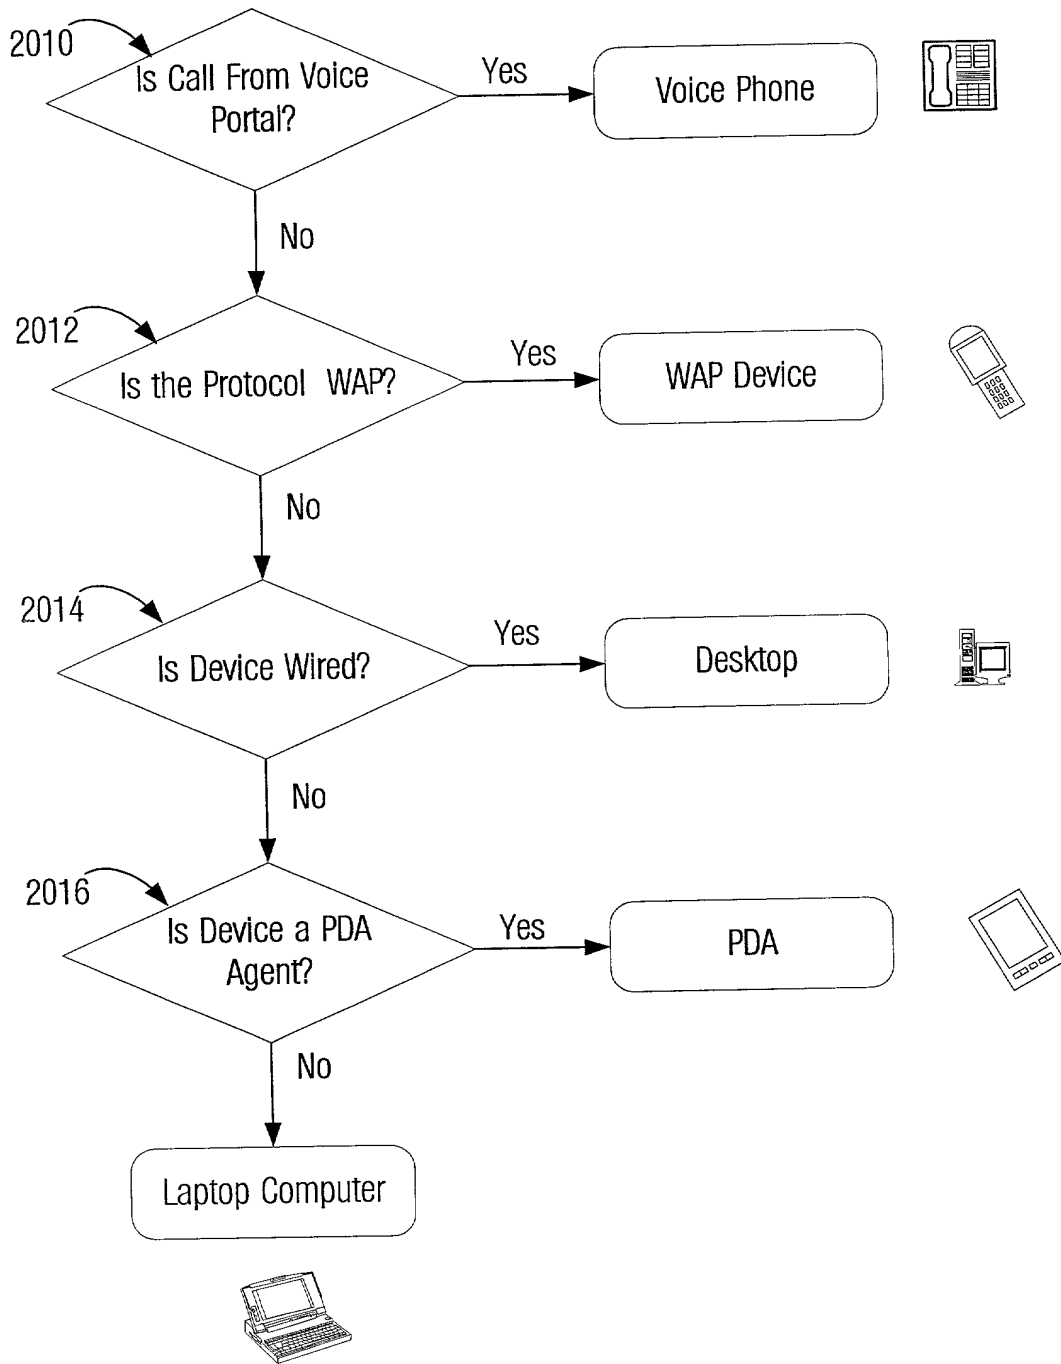 2010
Is Call From Voice
Portal?
Yes
Voice Phone
No
2012
Is the Protocol WAP?
Yes
WAP Device
No
2014
Is Device Wired?
Yes
Desktop
No
2016
Is Device a PDA
Agent?
Yes
PDA
No
Laptop Computer